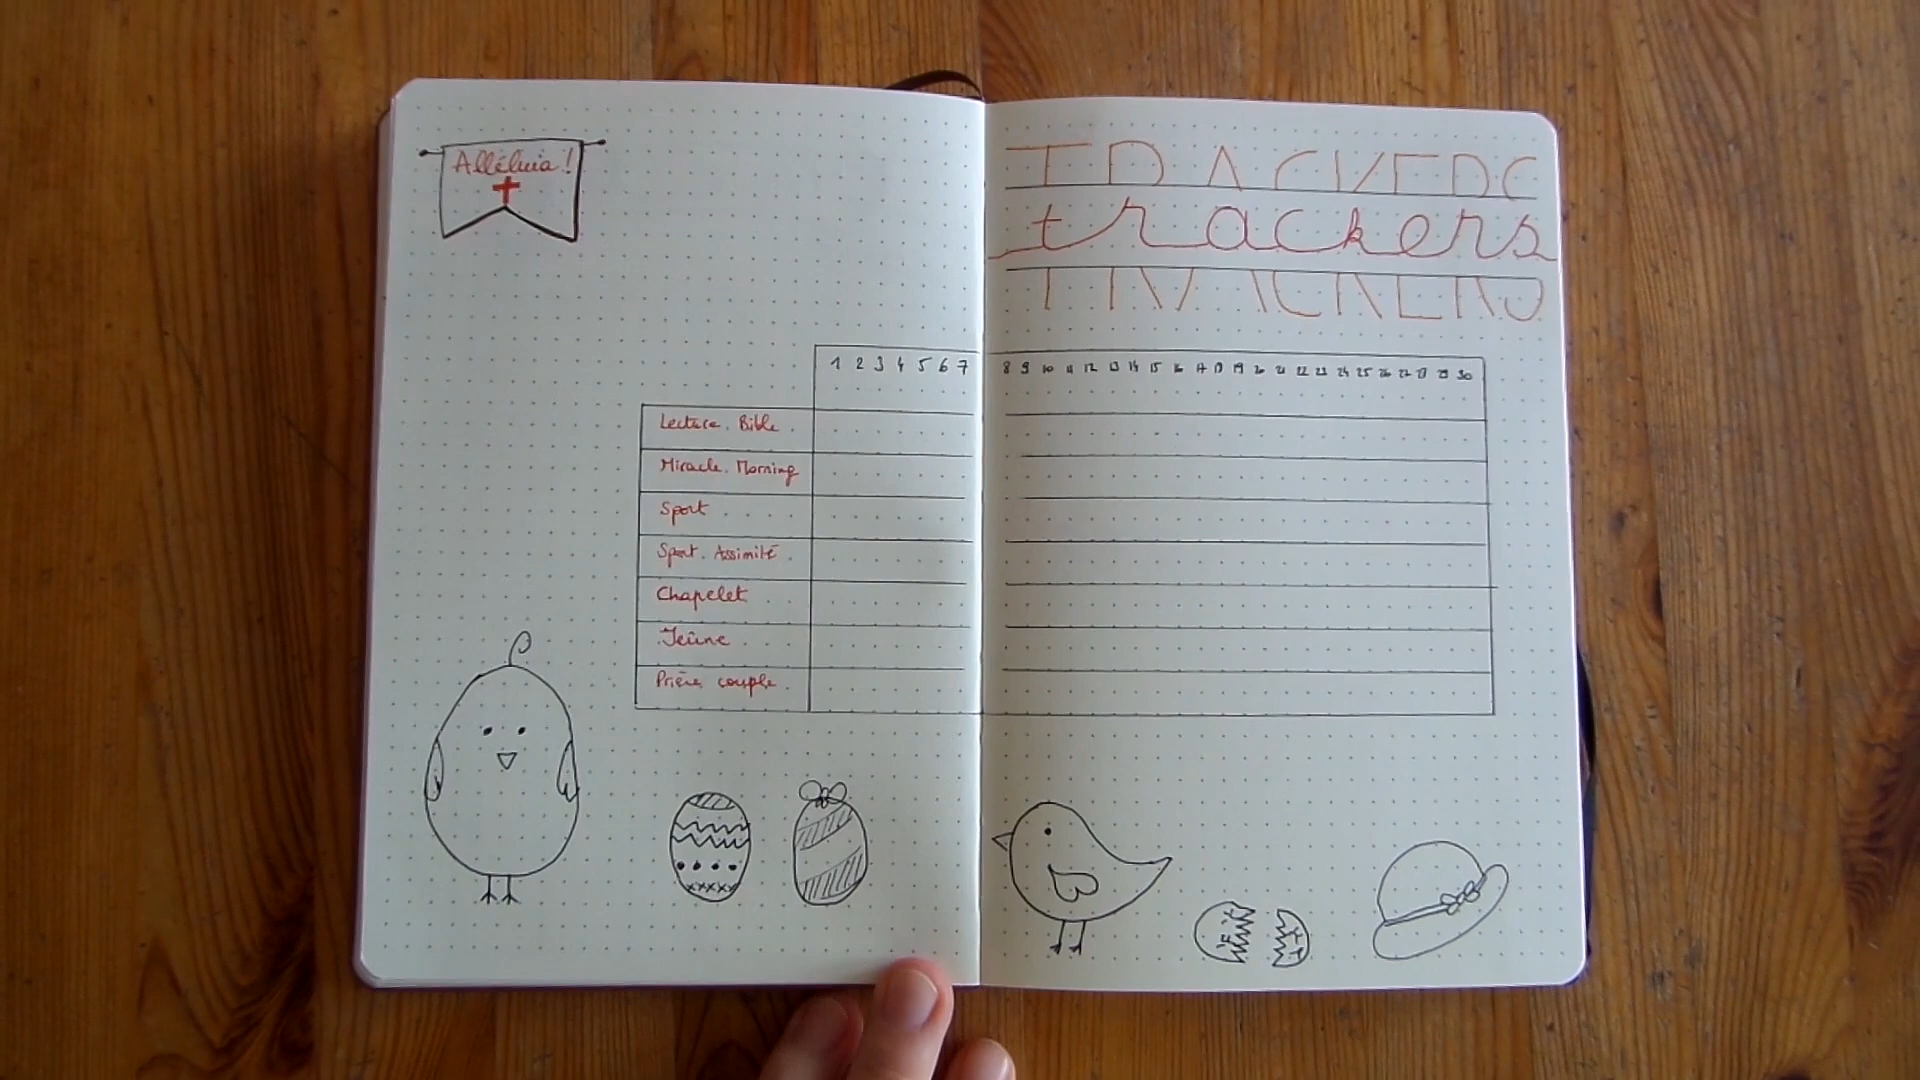 Alléluia !
TRACKERS
trackers
TRACKERS
1 2 3 4 5 6 7 8 9 10 11 12 13 14 15 16 17 18 19 20 21 22 23 24 25 26 27 28 29 30
Lecture Bible
Miracle Morning
Sport
Sport Assimilé
Chapelet
Jeûne
Prière couple